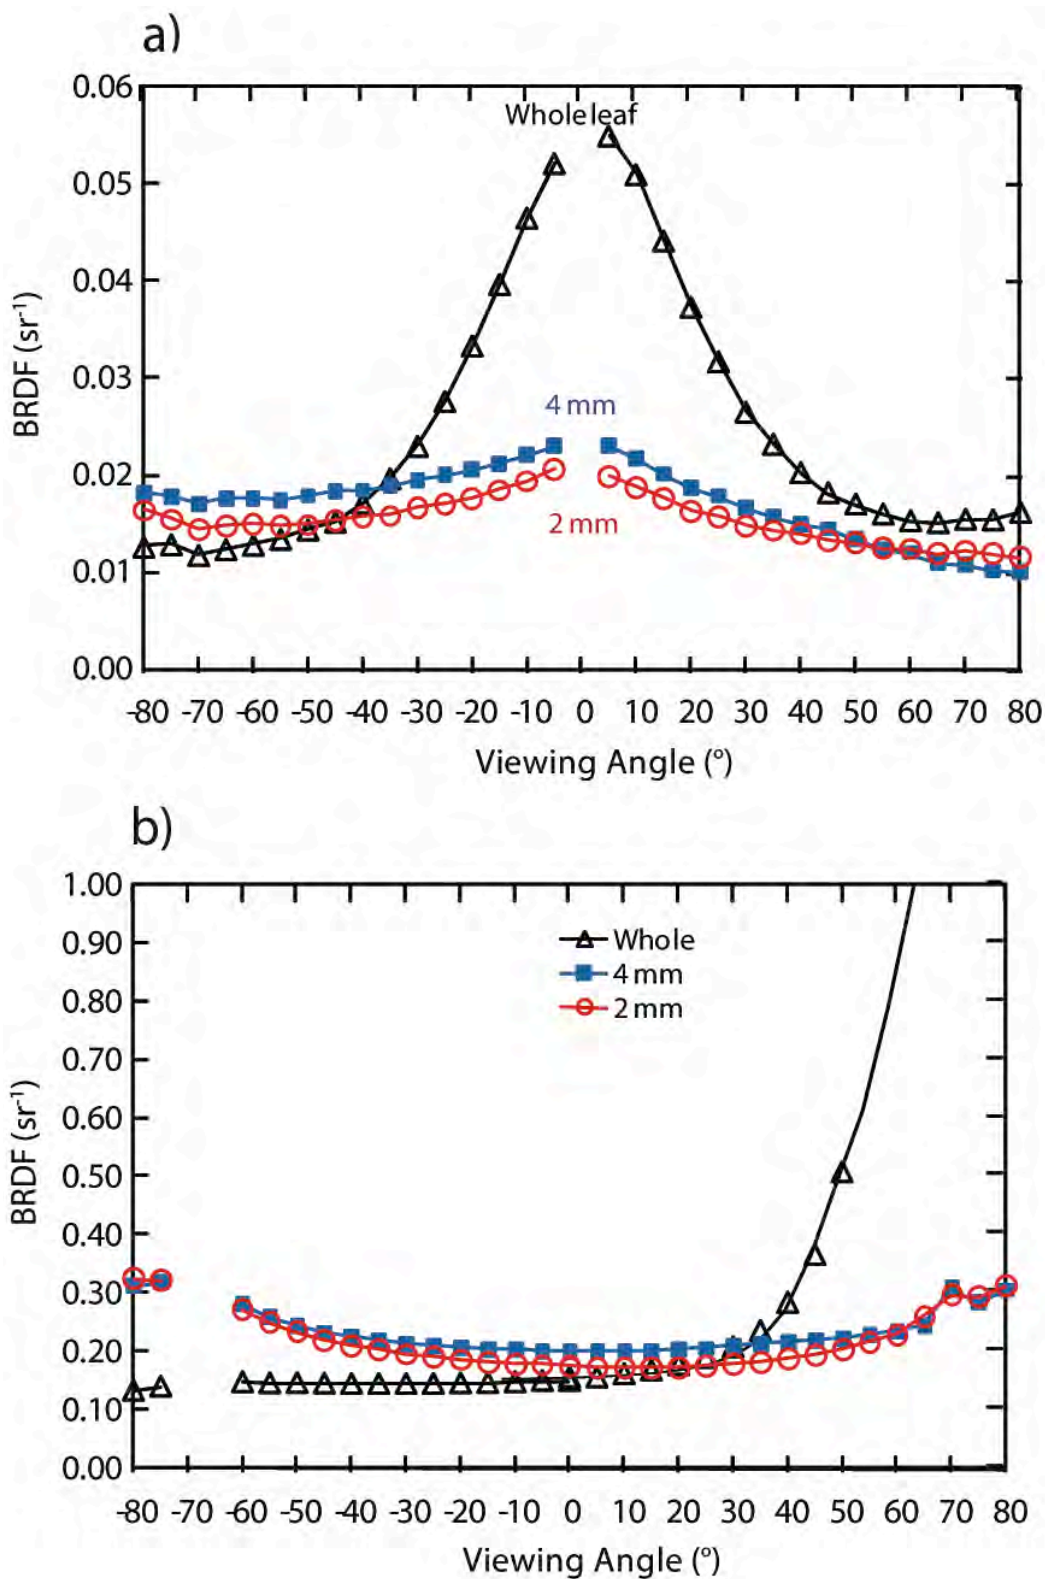 a)
0.06
0.05
0.04
0.03
0.02
0.01
0.00
BRDF (sr⁻¹)
Whole leaf
4 mm
2 mm
-80 -70 -60 -50 -40 -30 -20 -10 0 10 20 30 40 50 60 70 80
Viewing Angle (°)
b)
1.00
0.90
0.80
0.70
0.60
0.50
0.40
0.30
0.20
0.10
0.00
BRDF (sr⁻¹)
Whole
4 mm
2 mm
-80 -70 -60 -50 -40 -30 -20 -10 0 10 20 30 40 50 60 70 80
Viewing Angle (°)